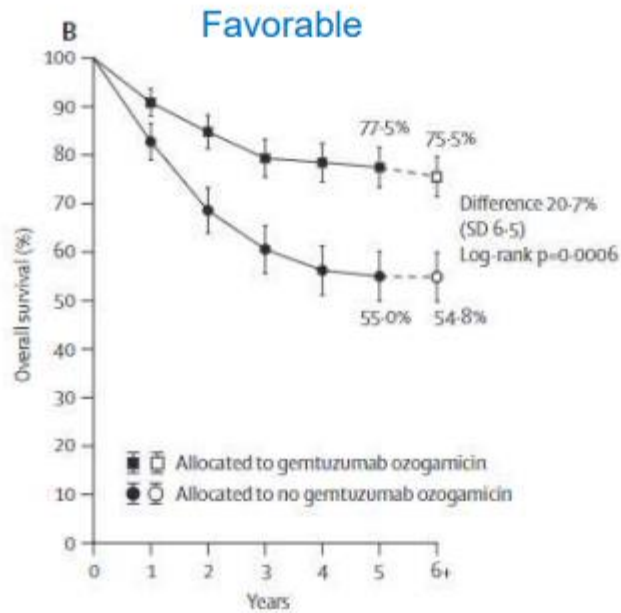 B
Favorable
100
90
80
70
60
50
40
30
20
10
0
Overall survival (%)
77·5%
75·5%
Difference 20·7%
(SD 6·5)
Log-rank p=0·0006
55·0%
54·8%
Allocated to gemtuzumab ozogamicin
Allocated to no gemtuzumab ozogamicin
0 1 2 3 4 5 6+
Years